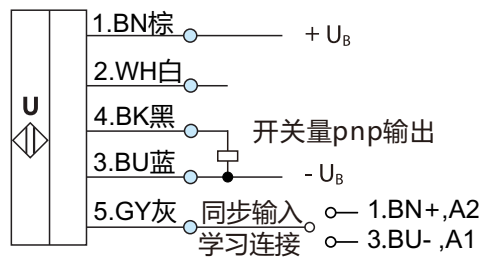 1.BN棕
+ UB
2.WH白
U
4.BK黑
开关量pnp输出
3.BU蓝
- UB
5.GY灰
同步输入
学习连接
1.BN+,A2
3.BU- ,A1